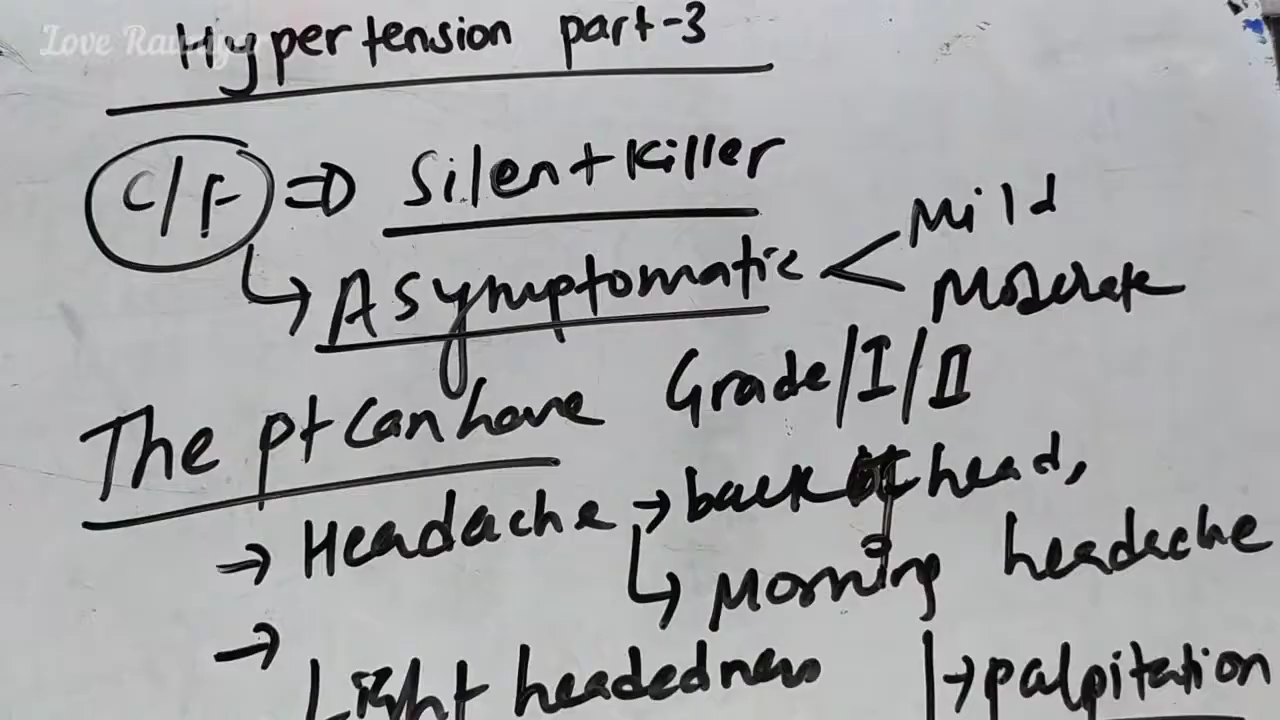 Hypertension part-3
C/F => Silent Killer
↳ Asymptomatic < Mild
Moderate
The pt can have Grade/I/II
→ Headache → back of head,
↳ Morning headache
→ Light headedness |→ palpitation